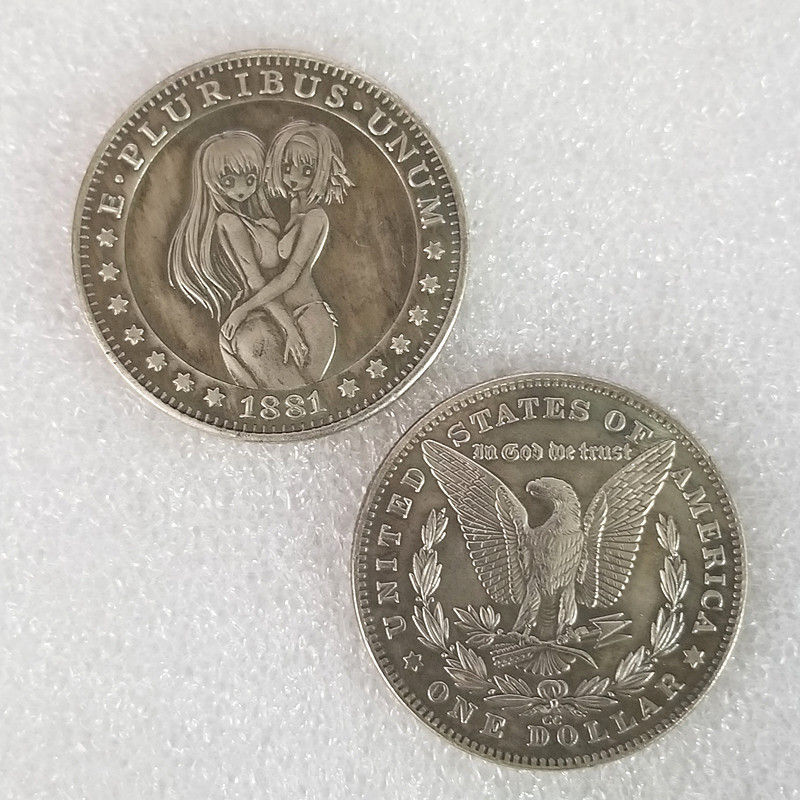 E·PLURIBUS·UNUM
1881
UNITED STATES OF AMERICA
In God we trust
CC
ONE DOLLAR